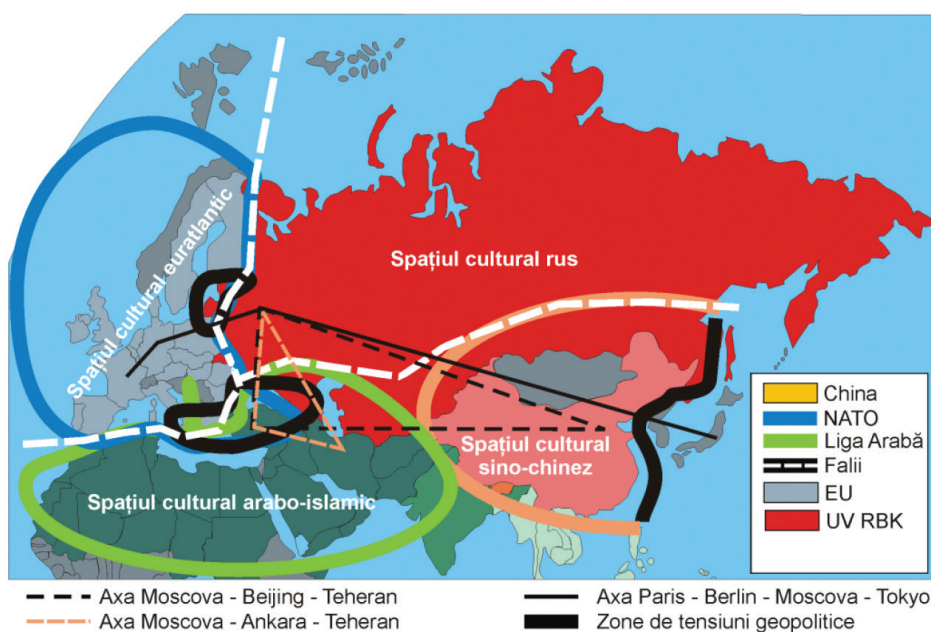 Spațiul cultural euratlantic
Spațiul cultural rus
Spațiul cultural
sino-chinez
Spațiul cultural arabo-islamic
China
NATO
Liga Arabă
Falii
EU
UV RBK
Axa Moscova - Beijing - Teheran
Axa Paris - Berlin - Moscova - Tokyo
Axa Moscova - Ankara - Teheran
Zone de tensiuni geopolitice